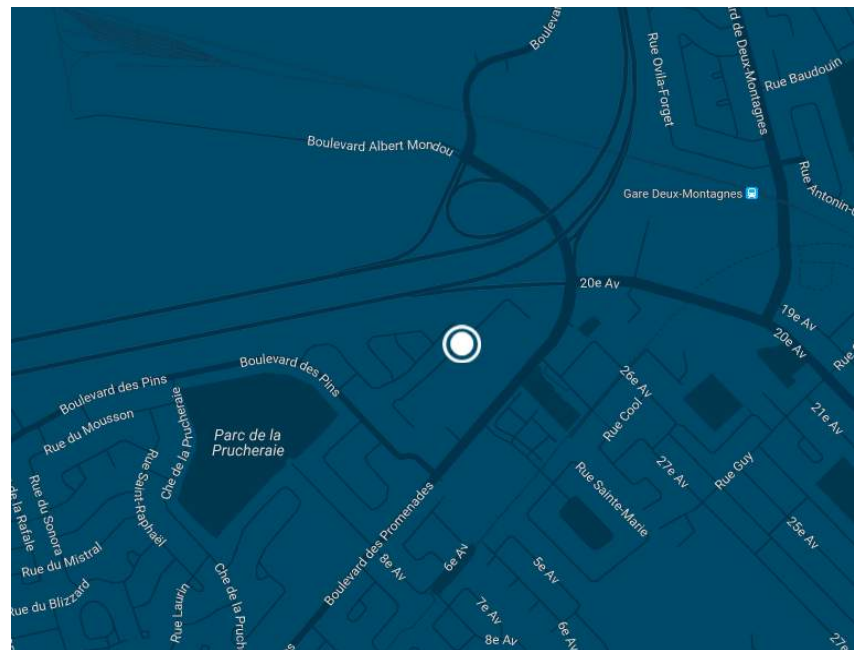 Boulevar
Rue Ovila-Forget
rd de Deux-Montagnes
Rue Baudouin
Boulevard Albert Mondou
Gare Deux-Montagnes
Rue Antonin-C
20e Av
19e Av
20e Av
Rue
Boulevard des Pins
Boulevard des Pins
26e Av
Rue Cool
21e Av
Rue du Mousson
Che de la Prucheraie
Parc de la
Prucheraie
Rue Saint-Raphaël
Rue Guy
27e Av
Rue Sainte-Marie
de la Rafale
Rue du Sonora
Boulevard des Promenades
25e Av
Rue du Mistral
8e Av
6e Av
5e Av
Rue du Blizzard
Rue Laurin
Che de la Pruch
7e Av
8e Av
6e Av
27e